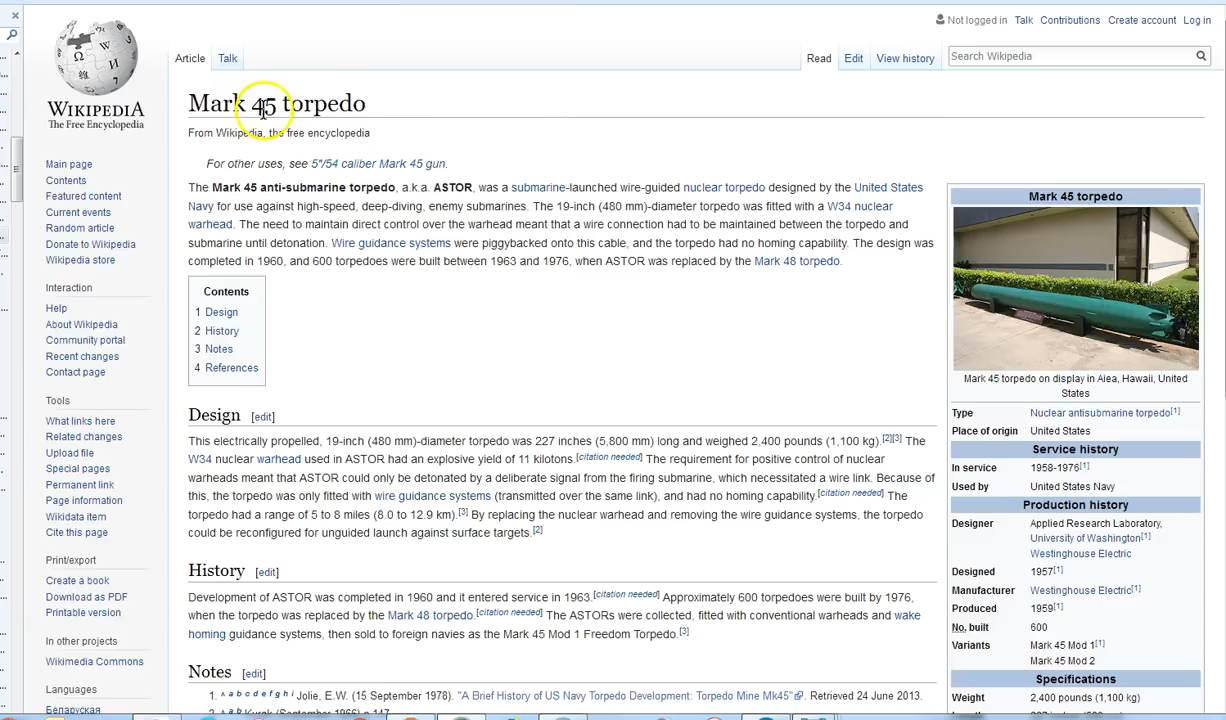 Not logged in Talk Contributions Create account Log in
Article Talk Read Edit View history Search Wikipedia
WIKIPEDIA
The Free Encyclopedia
Main page
Contents
Featured content
Current events
Random article
Donate to Wikipedia
Wikipedia store
Interaction
Help
About Wikipedia
Community portal
Recent changes
Contact page
Tools
What links here
Related changes
Upload file
Special pages
Permanent link
Page information
Wikidata item
Cite this page
Print/export
Create a book
Download as PDF
Printable version
In other projects
Wikimedia Commons
Languages
Беларуская
Mark 45 torpedo
From Wikipedia, the free encyclopedia
For other uses, see 5"/54 caliber Mark 45 gun.
The Mark 45 anti-submarine torpedo, a.k.a. ASTOR, was a submarine-launched wire-guided nuclear torpedo designed by the United States
Navy for use against high-speed, deep-diving, enemy submarines. The 19-inch (480 mm)-diameter torpedo was fitted with a W34 nuclear
warhead. The need to maintain direct control over the warhead meant that a wire connection had to be maintained between the torpedo and
submarine until detonation. Wire guidance systems were piggybacked onto this cable, and the torpedo had no homing capability. The design was
completed in 1960, and 600 torpedoes were built between 1963 and 1976, when ASTOR was replaced by the Mark 48 torpedo.
Contents
1 Design
2 History
3 Notes
4 References
Design [edit]
This electrically propelled, 19-inch (480 mm)-diameter torpedo was 227 inches (5,800 mm) long and weighed 2,400 pounds (1,100 kg).[2][3] The
W34 nuclear warhead used in ASTOR had an explosive yield of 11 kilotons.[citation needed] The requirement for positive control of nuclear
warheads meant that ASTOR could only be detonated by a deliberate signal from the firing submarine, which necessitated a wire link. Because of
this, the torpedo was only fitted with wire guidance systems (transmitted over the same link), and had no homing capability.[citation needed] The
torpedo had a range of 5 to 8 miles (8.0 to 12.9 km).[3] By replacing the nuclear warhead and removing the wire guidance systems, the torpedo
could be reconfigured for unguided launch against surface targets.[2]
History [edit]
Development of ASTOR was completed in 1960 and it entered service in 1963.[citation needed] Approximately 600 torpedoes were built by 1976,
when the torpedo was replaced by the Mark 48 torpedo.[citation needed] The ASTORs were collected, fitted with conventional warheads and wake
homing guidance systems, then sold to foreign navies as the Mark 45 Mod 1 Freedom Torpedo.[3]
Notes [edit]
1. ^ a b c d e f g h i Jolie, E.W. (15 September 1978). "A Brief History of US Navy Torpedo Development: Torpedo Mine Mk45". Retrieved 24 June 2013.
2. ^ a b Kurak (September 1966) p.147
Mark 45 torpedo
Mark 45 torpedo on display in Aiea, Hawaii, United
States
Type Nuclear antisubmarine torpedo[1]
Place of origin United States
Service history
In service 1958-1976[1]
Used by United States Navy
Production history
Designer Applied Research Laboratory,
University of Washington[1]
Westinghouse Electric
Designed 1957[1]
Manufacturer Westinghouse Electric[1]
Produced 1959[1]
No. built 600
Variants Mark 45 Mod 1[1]
Mark 45 Mod 2
Specifications
Weight 2,400 pounds (1,100 kg)